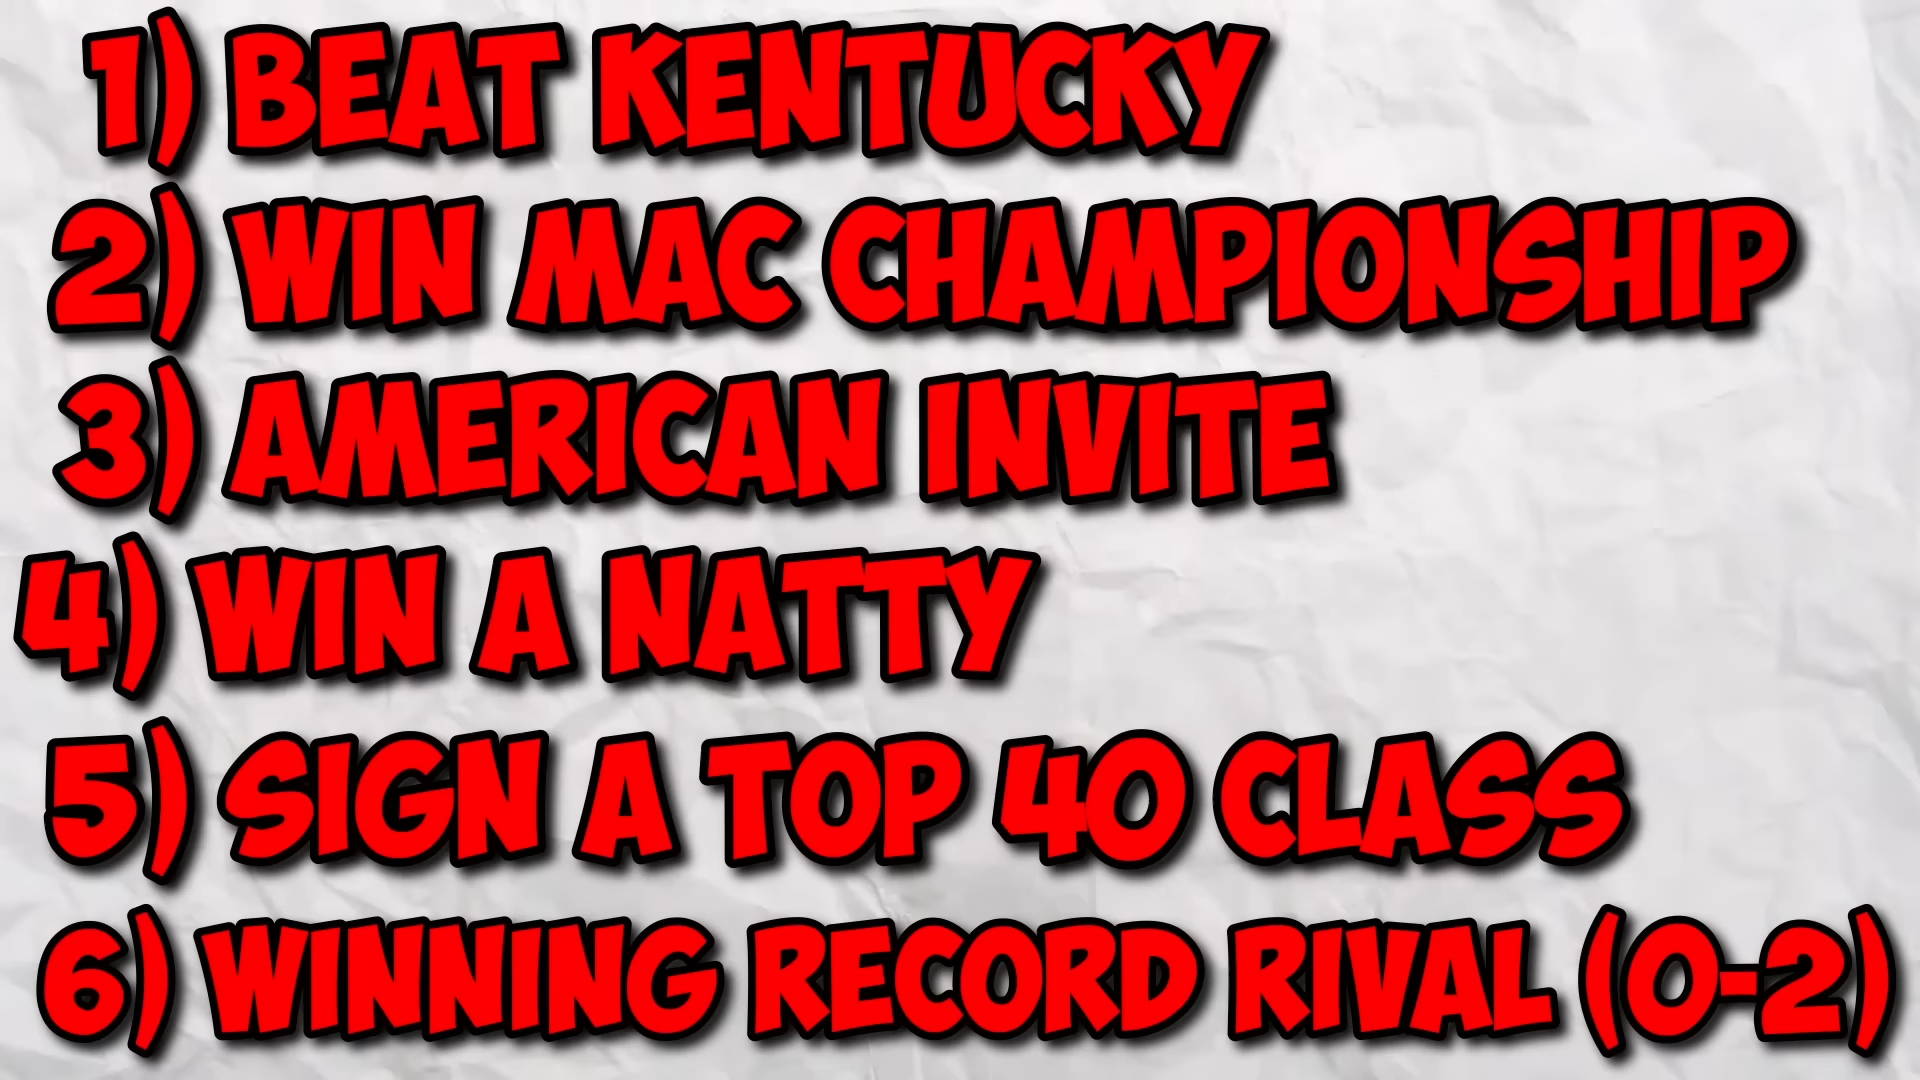 1) BEAT KENTUCKY
2) WIN MAC CHAMPIONSHIP
3) AMERICAN INVITE
4) WIN A NATTY
5) SIGN A TOP 40 CLASS
6) WINNING RECORD RIVAL (0-2)